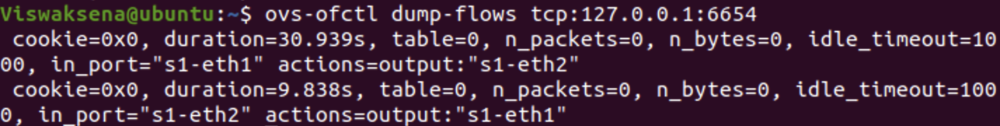 Viswaksena@ubuntu:~$ ovs-ofctl dump-flows tcp:127.0.0.1:6654
 cookie=0x0, duration=30.939s, table=0, n_packets=0, n_bytes=0, idle_timeout=10
00, in_port="s1-eth1" actions=output:"s1-eth2"
 cookie=0x0, duration=9.838s, table=0, n_packets=0, n_bytes=0, idle_timeout=100
0, in_port="s1-eth2" actions=output:"s1-eth1"